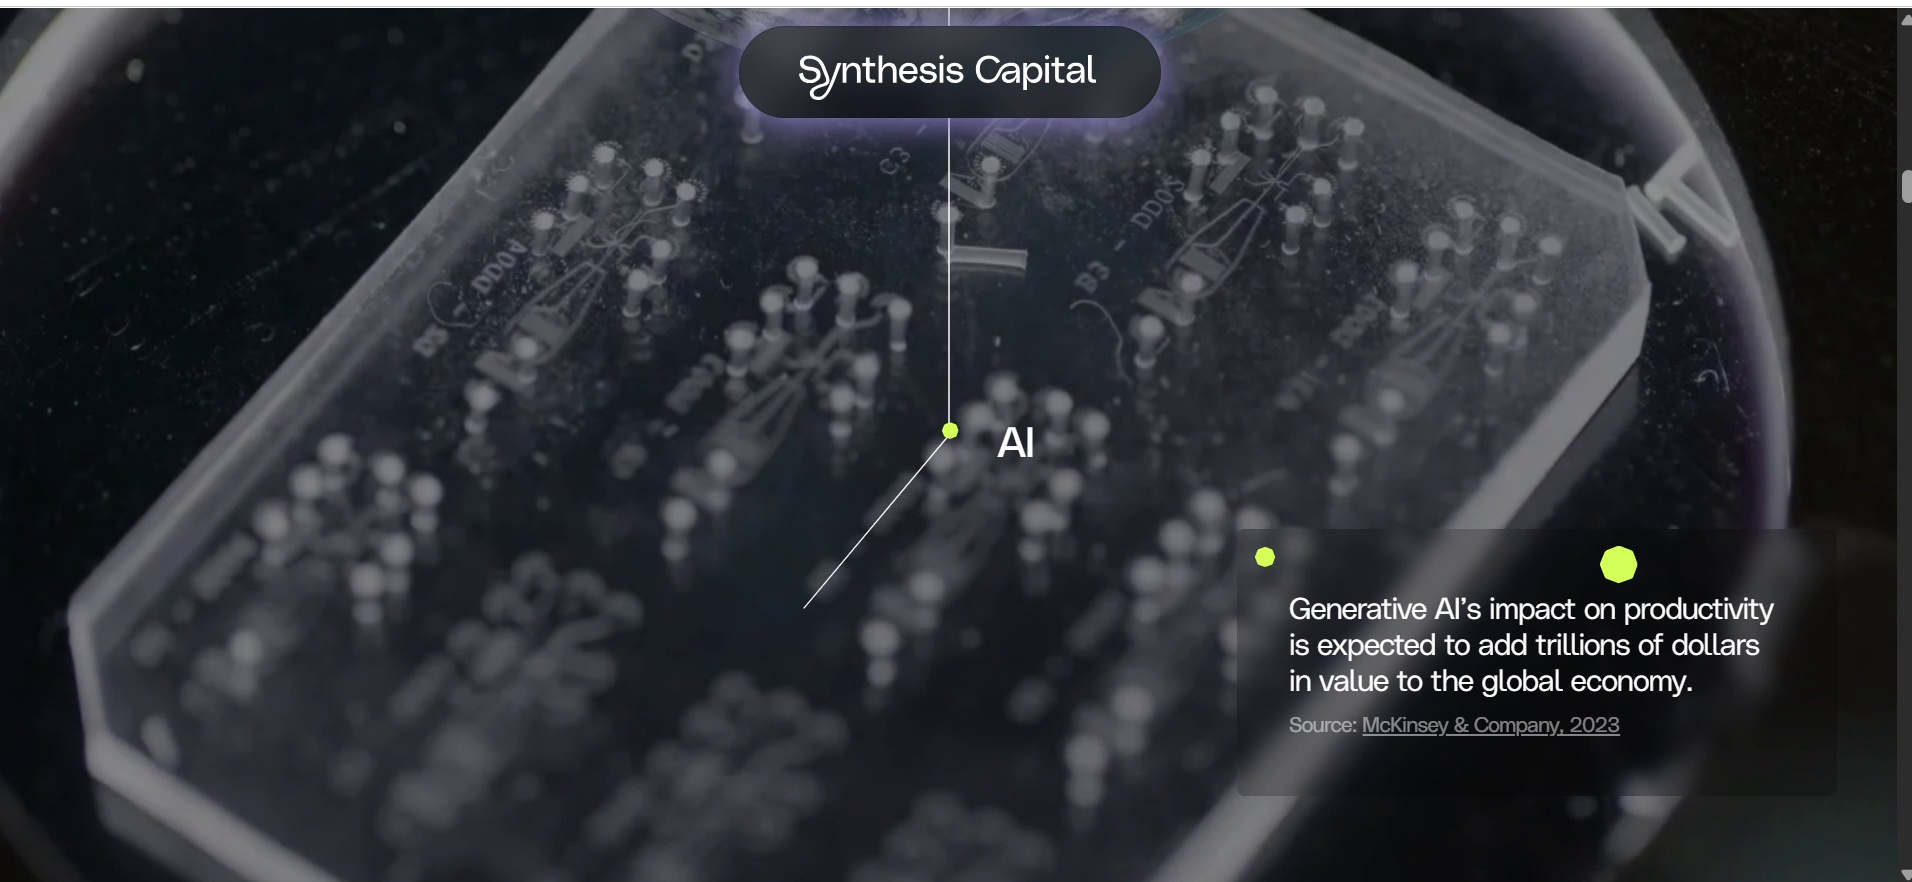 Synthesis Capital
AI
Generative AI’s impact on productivity
is expected to add trillions of dollars
in value to the global economy.
Source: McKinsey & Company, 2023